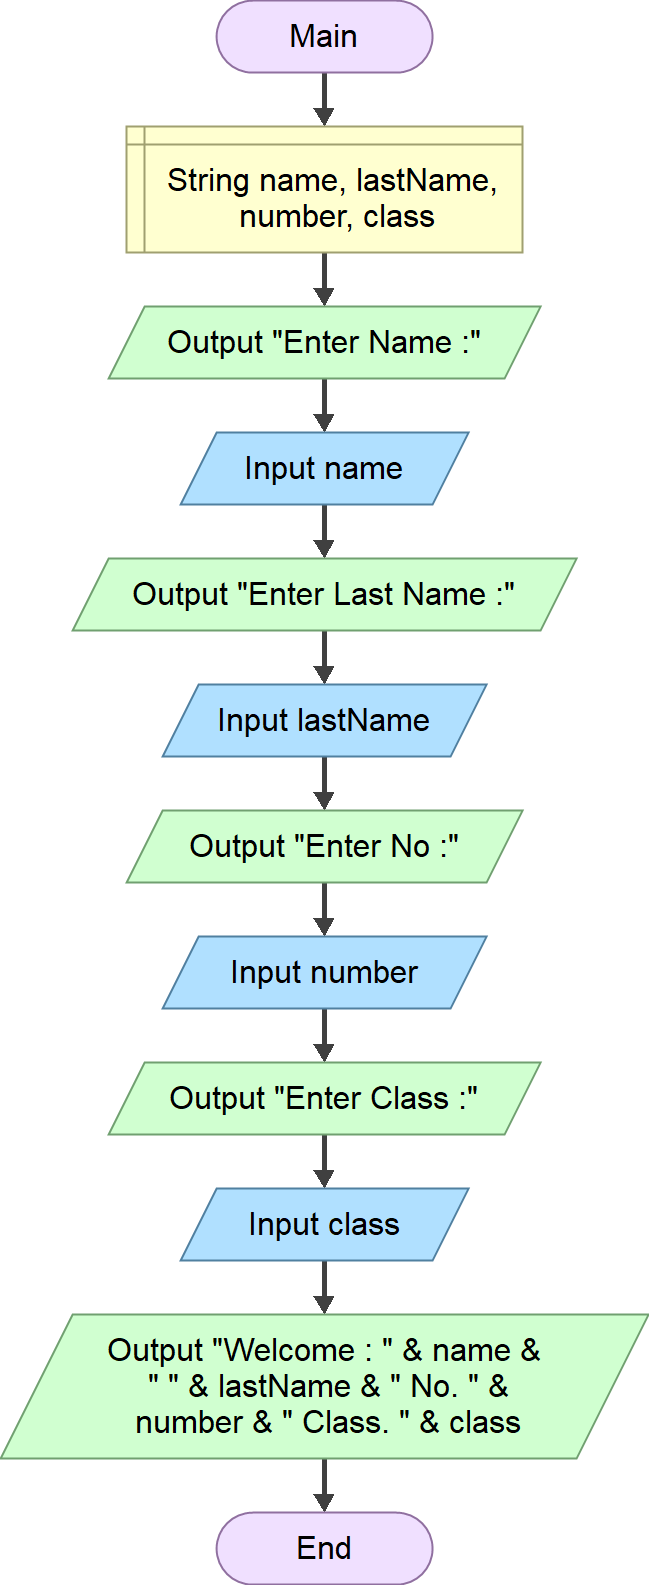 Main
String name, lastName,
number, class
Output "Enter Name :"
Input name
Output "Enter Last Name :"
Input lastName
Output "Enter No :"
Input number
Output "Enter Class :"
Input class
Output "Welcome : " & name &
" " & lastName & " No. " &
number & " Class. " & class
End